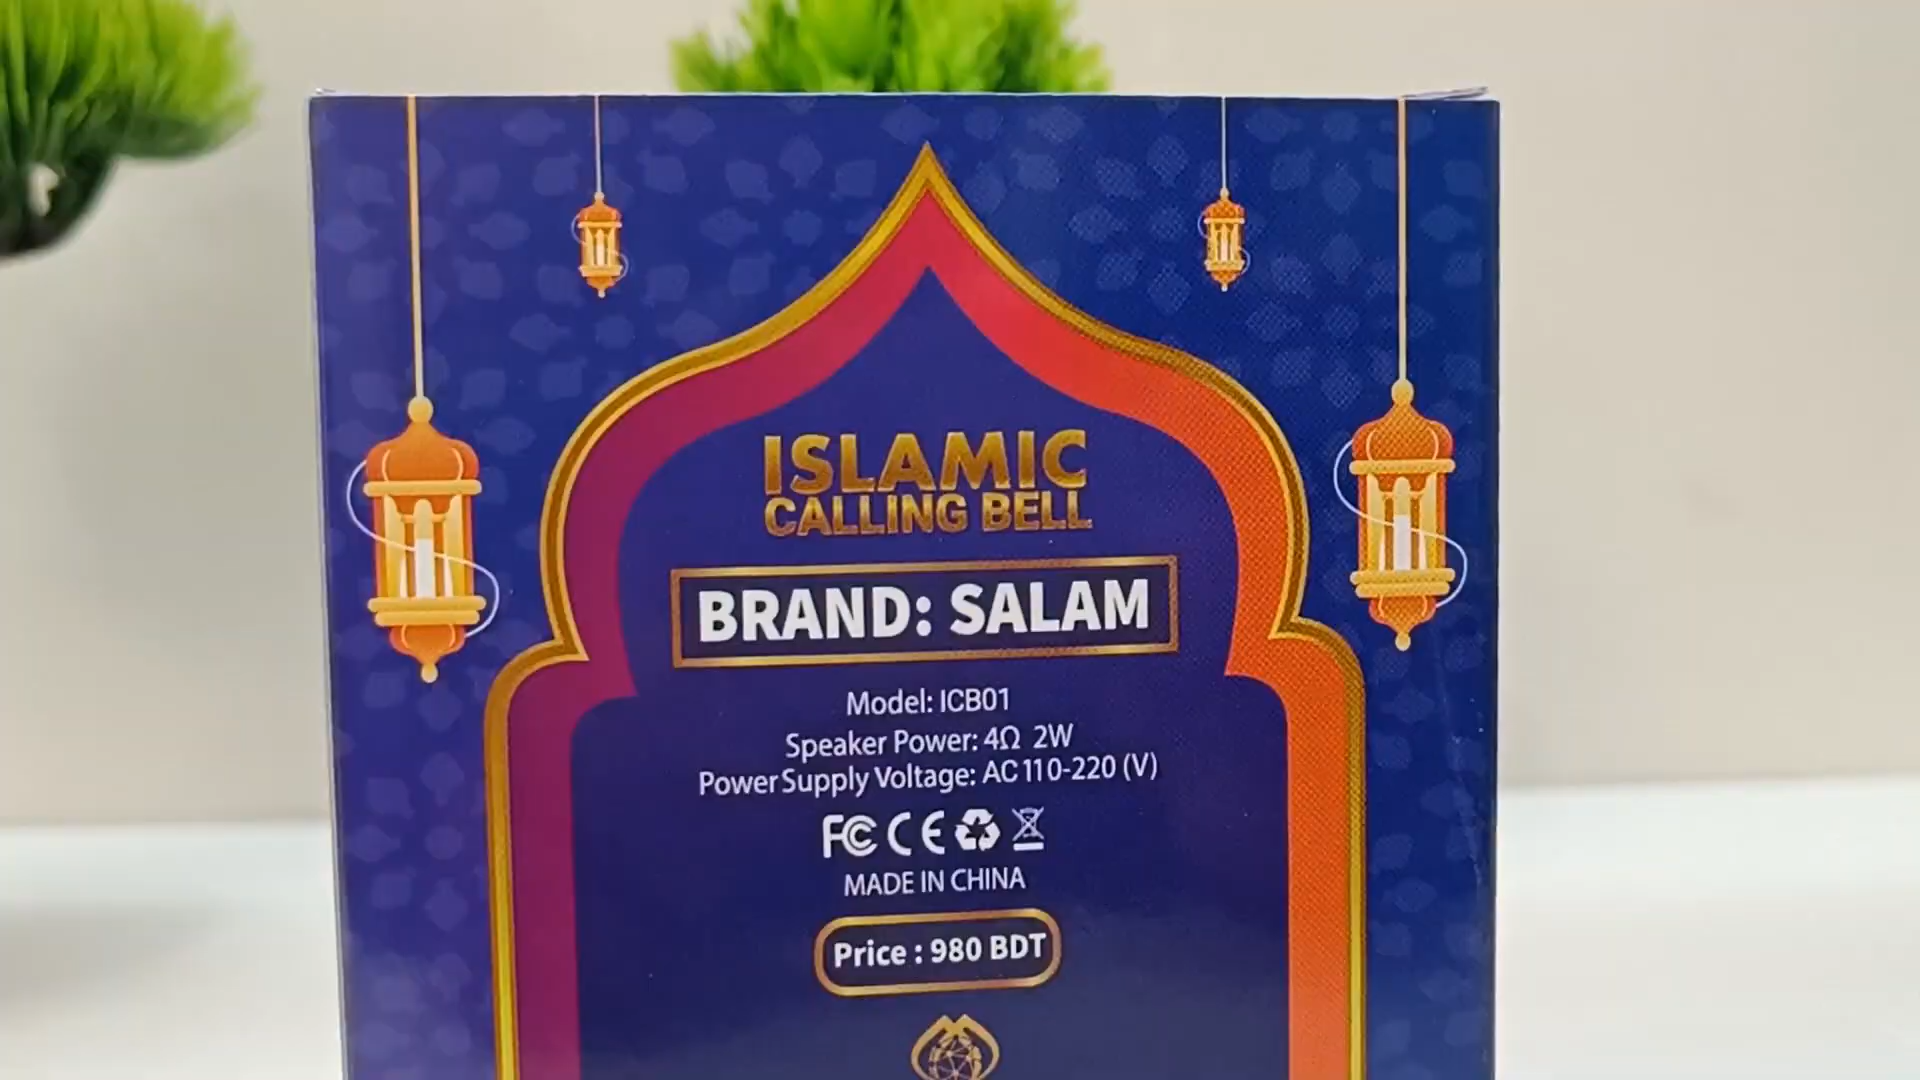 ISLAMIC
CALLING BELL
BRAND: SALAM
Model: ICB01
Speaker Power: 4Ω 2W
Power Supply Voltage: AC 110-220 (V)
FC CE
MADE IN CHINA
Price : 980 BDT